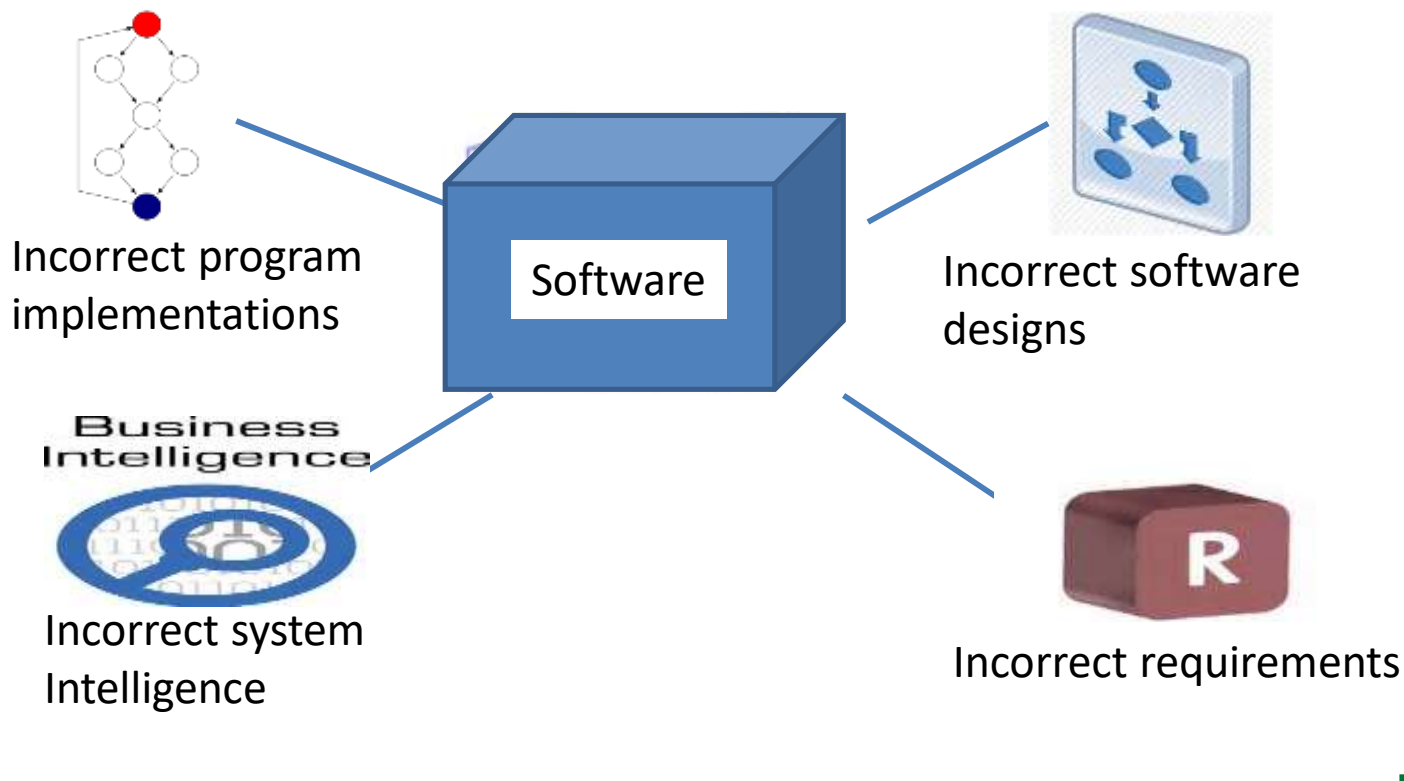 Incorrect program
implementations
Software
Incorrect software
designs
Business
Intelligence
Incorrect system
Intelligence
R
Incorrect requirements